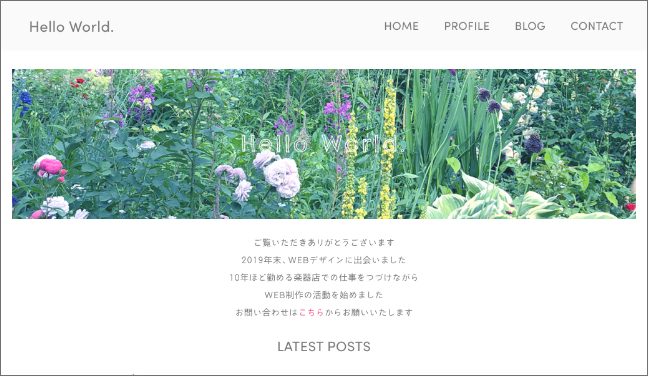 Hello World.
HOME PROFILE BLOG CONTACT
Hello World.
ご覧いただきありがとうございます
2019年末、WEBデザインに出会いました
10年ほど勤める楽器店での仕事をつづけながら
WEB制作の活動を始めました
お問い合わせはこちらからお願いいたします
LATEST POSTS